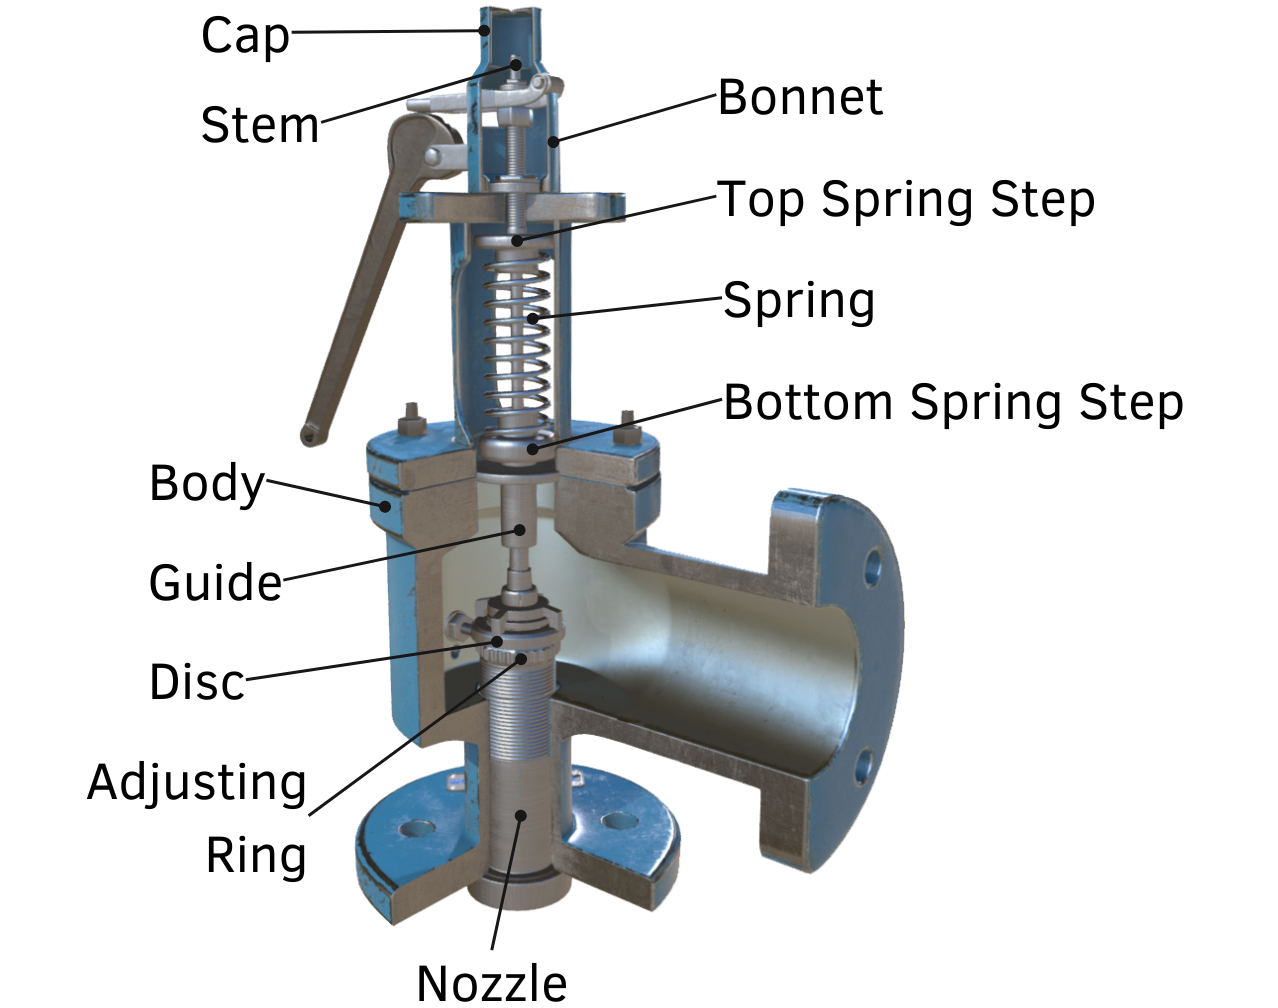 Cap
Stem
Bonnet
Top Spring Step
Spring
Bottom Spring Step
Body
Guide
Disc
Adjusting
Ring
Nozzle